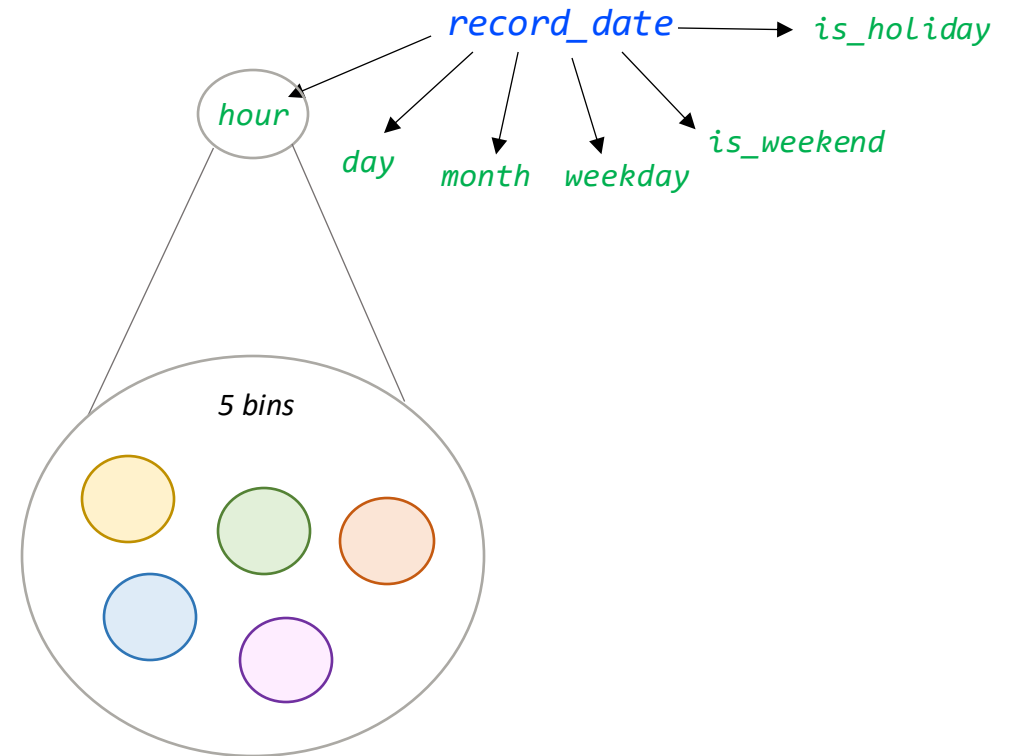 record_date
is_holiday
hour
day
month
weekday
is_weekend
5 bins